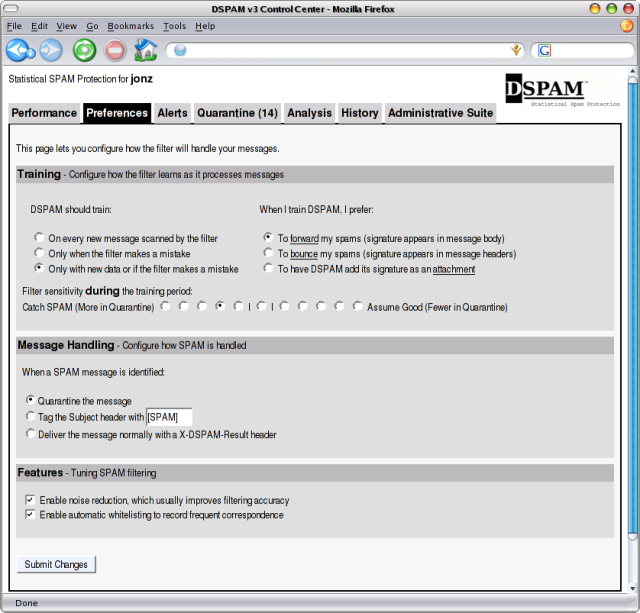 DSPAM v3 Control Center - Mozilla Firefox
File Edit View Go Bookmarks Tools Help
G
Statistical SPAM Protection for jonz
DSPAM™
Statistical Spam Protection
Performance Preferences Alerts Quarantine (14) Analysis History Administrative Suite
This page lets you configure how the filter will handle your messages.
Training - Configure how the filter learns as it processes messages
DSPAM should train: When I train DSPAM, I prefer:
On every new message scanned by the filter To forward my spams (signature appears in message body)
Only when the filter makes a mistake To bounce my spams (signature appears in message headers)
Only with new data or if the filter makes a mistake To have DSPAM add its signature as an attachment
Filter sensitivity during the training period:
Catch SPAM (More in Quarantine) | | Assume Good (Fewer in Quarantine)
Message Handling - Configure how SPAM is handled
When a SPAM message is identified:
Quarantine the message
Tag the Subject header with [SPAM]
Deliver the message normally with a X-DSPAM-Result header
Features - Tuning SPAM filtering
Enable noise reduction, which usually improves filtering accuracy
Enable automatic whitelisting to record frequent correspondence
Submit Changes
Done